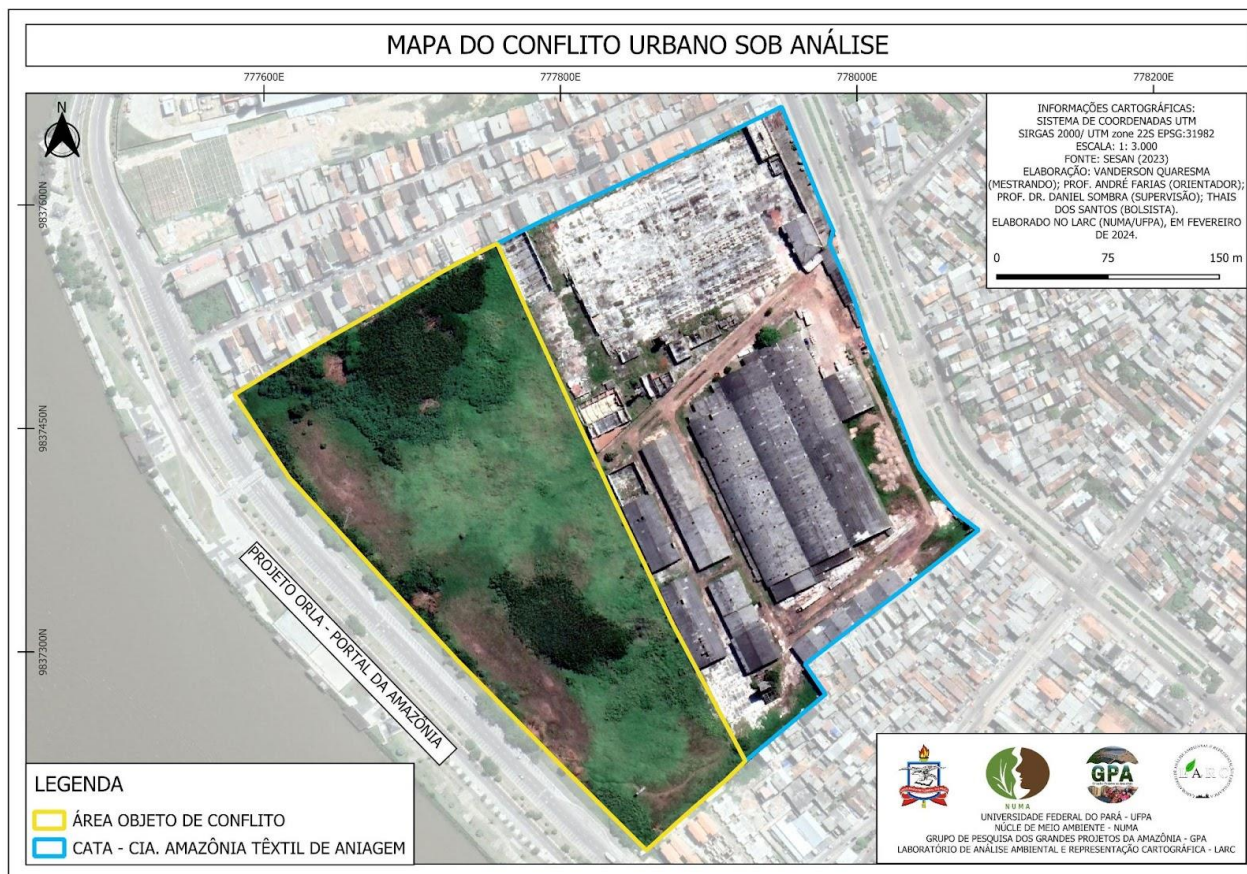 MAPA DO CONFLITO URBANO SOB ANÁLISE
777600E
777800E
778000E
778200E
N
9837600N
9837450N
9837300N
INFORMAÇÕES CARTOGRÁFICAS:
SISTEMA DE COORDENADAS UTM
SIRGAS 2000/ UTM zone 22S EPSG:31982
ESCALA: 1: 3.000
FONTE: SESAN (2023)
ELABORAÇÃO: VANDERSON QUARESMA
(MESTRANDO); PROF. ANDRÉ FARIAS (ORIENTADOR);
PROF. DR. DANIEL SOMBRA (SUPERVISÃO); THAIS
DOS SANTOS (BOLSISTA).
ELABORADO NO LARC (NUMA/UFPA), EM FEVEREIRO
DE 2024.
0 75 150 m
PROJETO ORLA - PORTAL DA AMAZÔNIA
LEGENDA
ÁREA OBJETO DE CONFLITO
CATA - CIA. AMAZÔNIA TÊXTIL DE ANIAGEM
NUMA
GPA
LARC
UNIVERSIDADE FEDERAL DO PARÁ - UFPA
NÚCLE DE MEIO AMBIENTE - NUMA
GRUPO DE PESQUISA DOS GRANDES PROJETOS DA AMAZÔNIA - GPA
LABORATÓRIO DE ANÁLISE AMBIENTAL E REPRESENTAÇÃO CARTOGRÁFICA - LARC